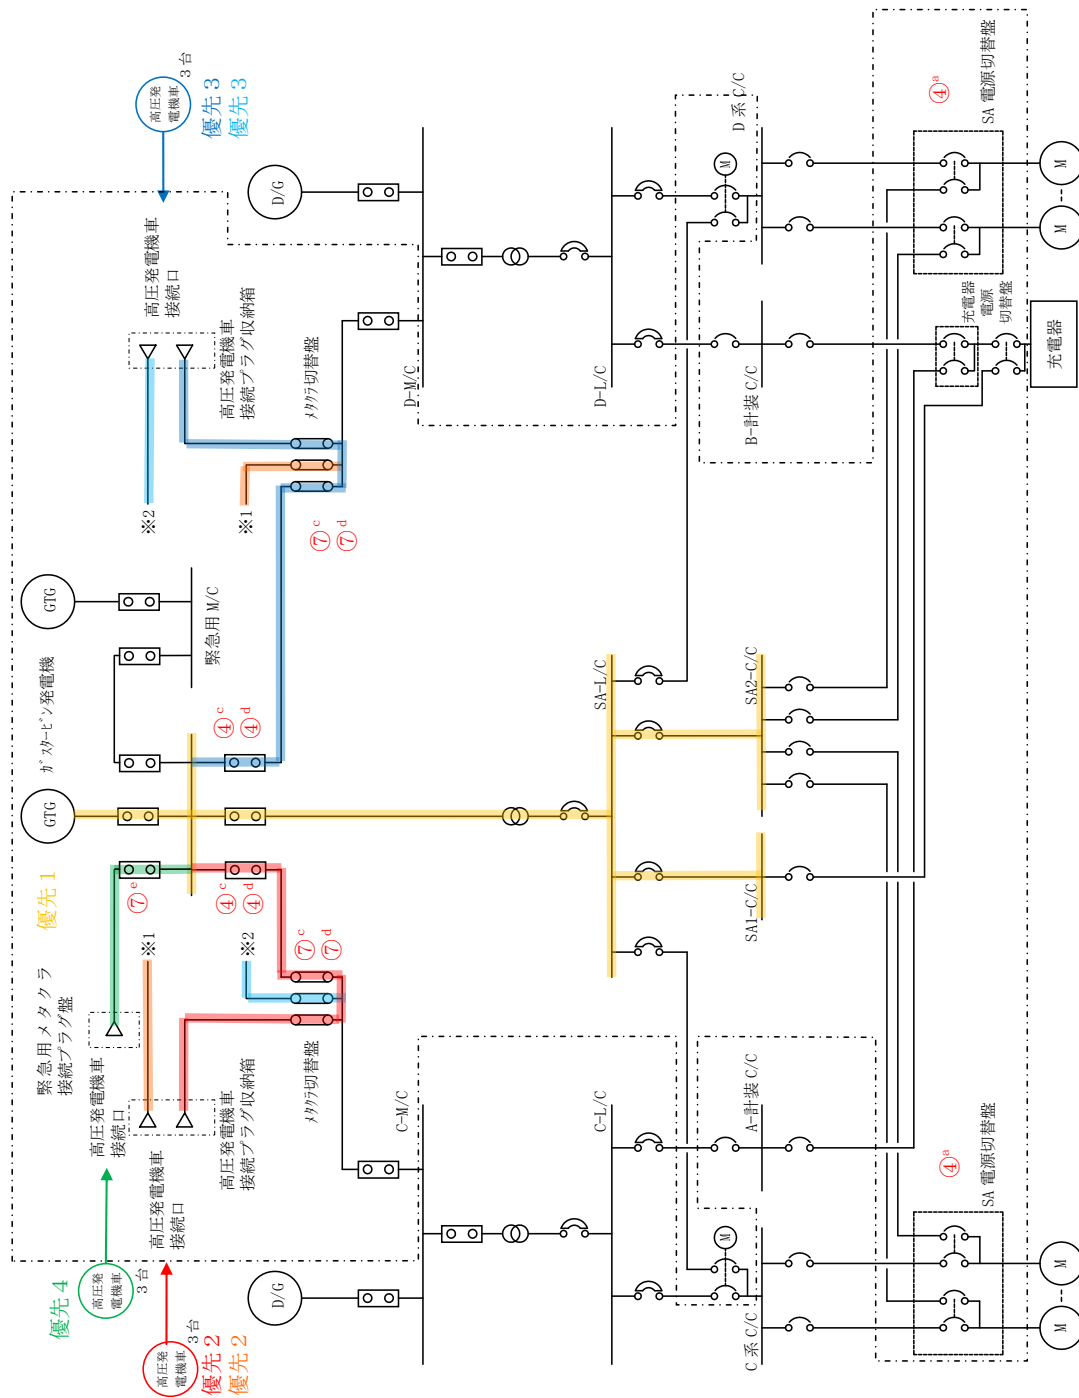 高圧発
電機車
3台
優先3
優先3
D/G
高圧発電機車
接続口
高圧発電機車
接続プラグ収納箱
ﾒﾀｸﾗ切替盤
※2
※1
⑦c
⑦d
D-M/C
D-L/C
D系C/C
B-計装C/C
④a
SA電源切替盤
M
M
M
充電器
電源
切替盤
充電器
GTG
緊急用M/C
ｶﾞｽﾀｰﾋﾞﾝ発電機
④c
④d
GTG
優先1
SA-L/C
SA2-C/C
SA1-C/C
⑦e
④c
④d
※1
※2
⑦c
⑦d
緊急用メタクラ
接続プラグ盤
高圧発電機車
接続口
高圧発電機車
接続口
高圧発電機車
接続プラグ収納箱
ﾒﾀｸﾗ切替盤
C-M/C
C-L/C
A-計装C/C
C系C/C
④a
SA電源切替盤
M
M
M
優先4
高圧発
電機車
3台
高圧発
電機車
3台
優先2
優先2
D/G